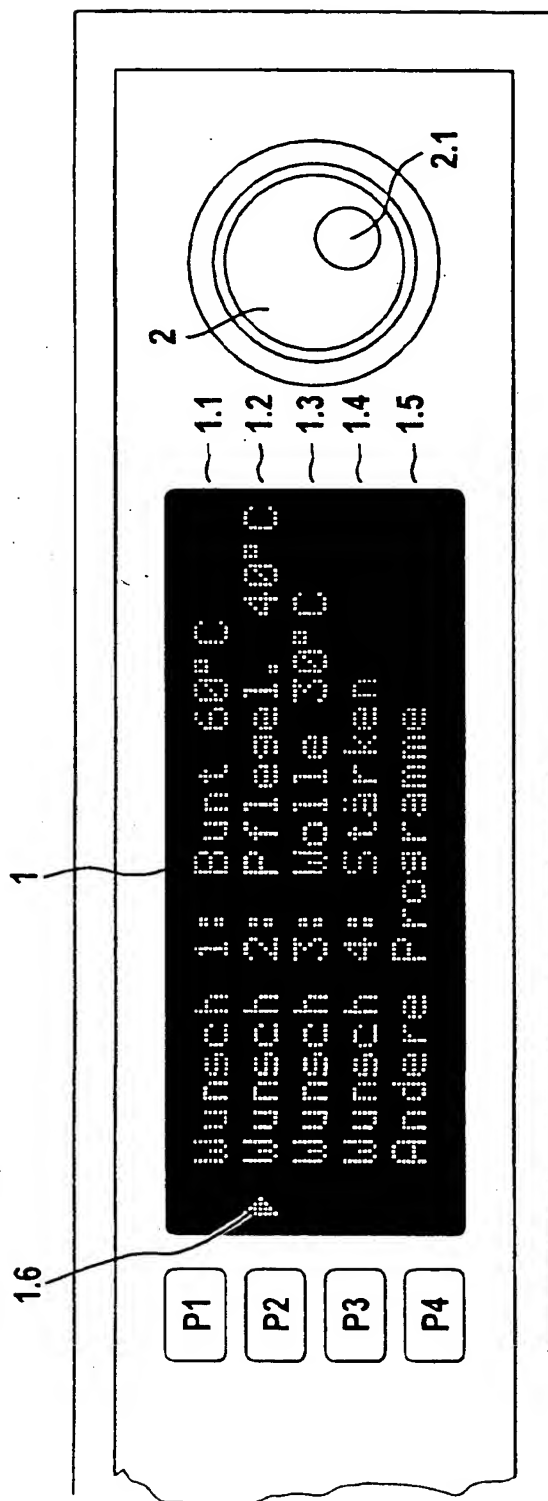 1
1.6
Wunsch 1: Bunt 60°C
Wunsch 2: Pflegel. 40°C
Wunsch 3: Wolle 30°C
Wunsch 4: Stärken
Andere Programme
P1
P2
P3
P4
1.1
1.2
1.3
1.4
1.5
2
2.1